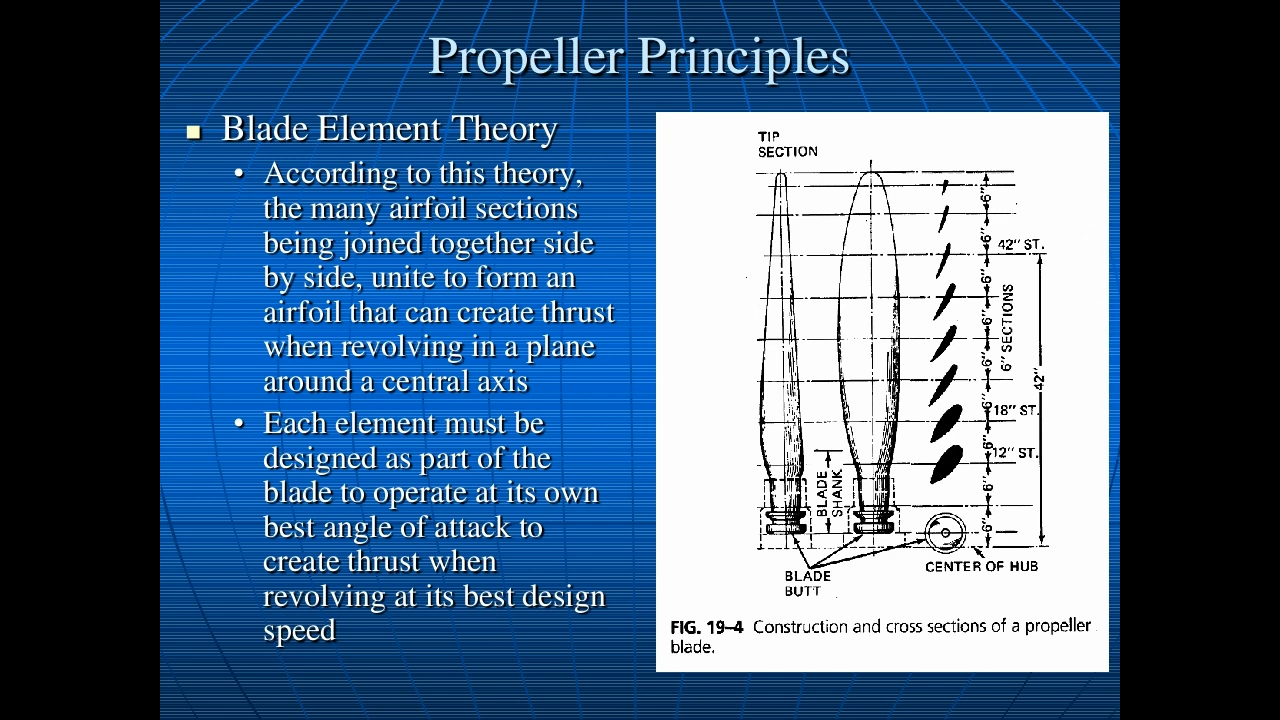 Propeller Principles
Blade Element Theory
• According to this theory,
the many airfoil sections
being joined together side
by side, unite to form an
airfoil that can create thrust
when revolving in a plane
around a central axis
• Each element must be
designed as part of the
blade to operate at its own
best angle of attack to
create thrust when
revolving at its best design
speed
TIP
SECTION
6"
6"
42" ST.
6"
6"
6" SECTIONS
6"
42"
6"
18" ST.
6"
12" ST.
6"
6"
BLADE
SHANK
BLADE
BUTT
CENTER OF HUB
FIG. 19–4 Construction and cross sections of a propeller
blade.